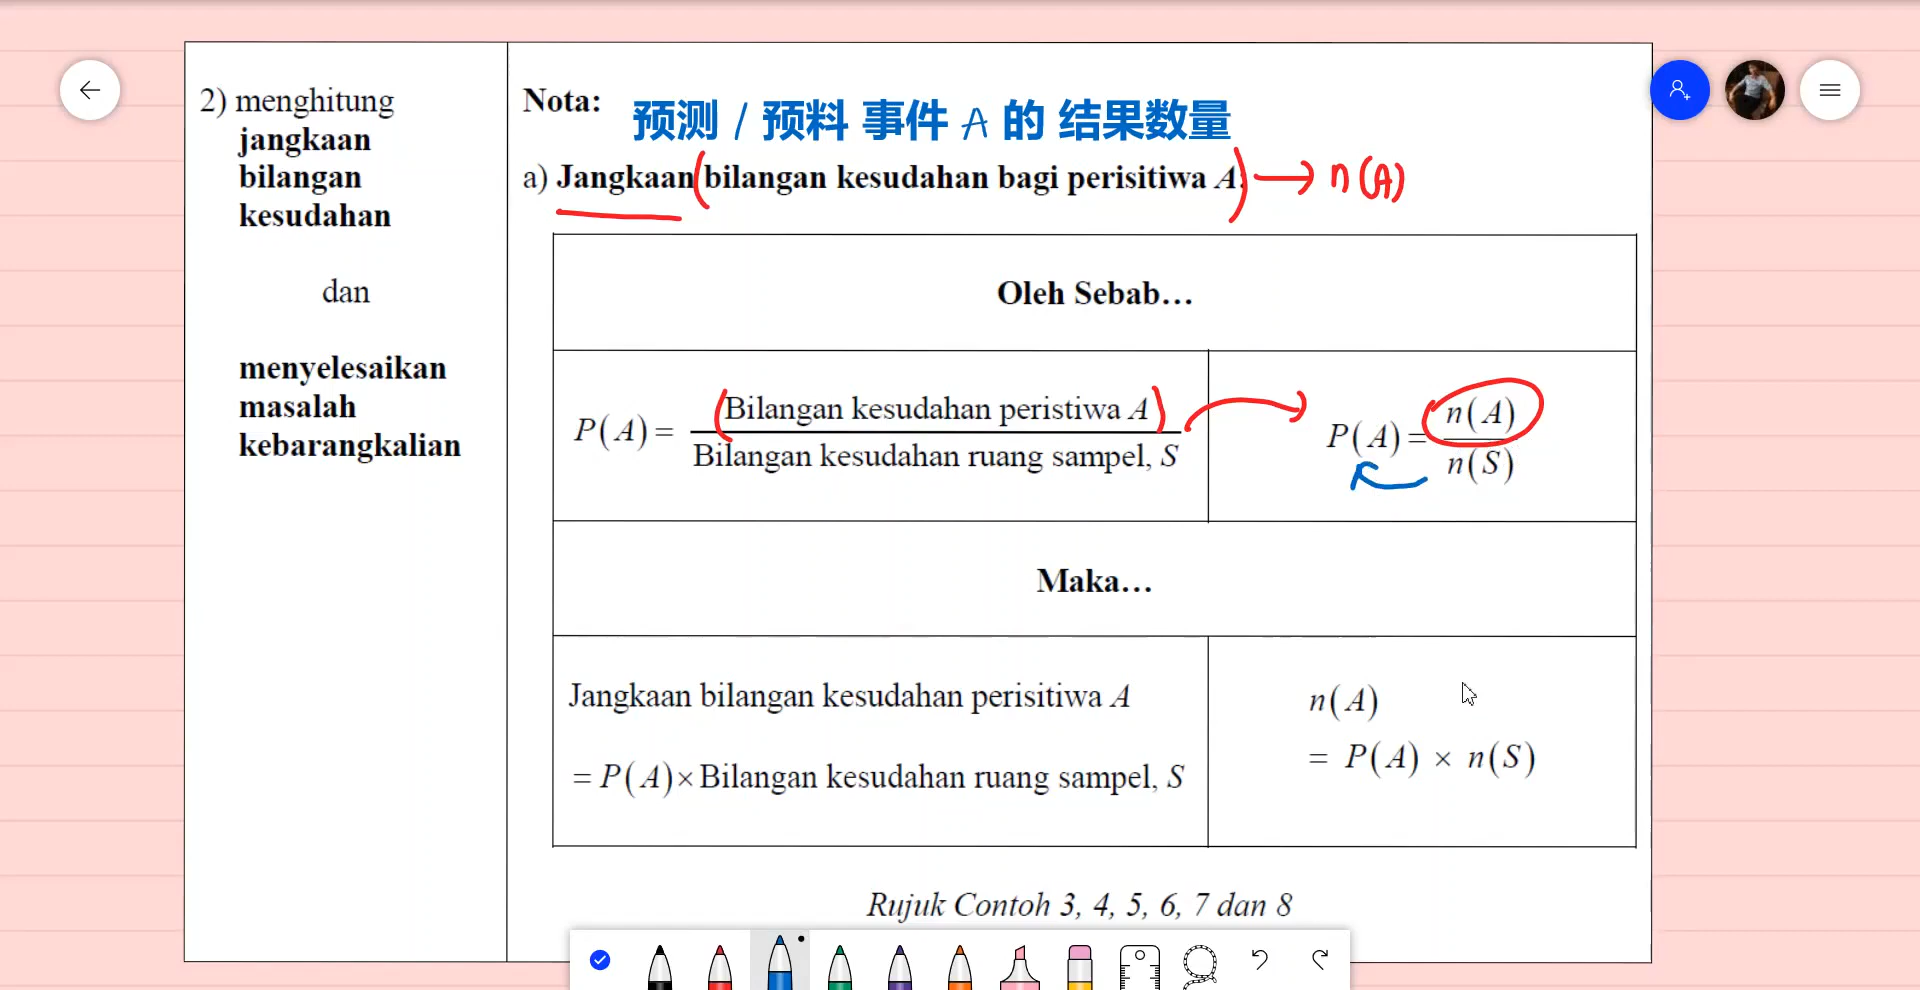 2) menghitung
jangkaan
bilangan
kesudahan
dan
menyelesaikan
masalah
kebarangkalian
Nota:
预测 / 预料 事件 A 的 结果数量
a) Jangkaan (bilangan kesudahan bagi perisitiwa A:) → n(A)
Oleh Sebab...
P(A) = (Bilangan kesudahan peristiwa A) / Bilangan kesudahan ruang sampel, S
P(A) = n(A) / n(S)
Maka...
Jangkaan bilangan kesudahan perisitiwa A
= P(A) × Bilangan kesudahan ruang sampel, S
n(A)
= P(A) × n(S)
Rujuk Contoh 3, 4, 5, 6, 7 dan 8